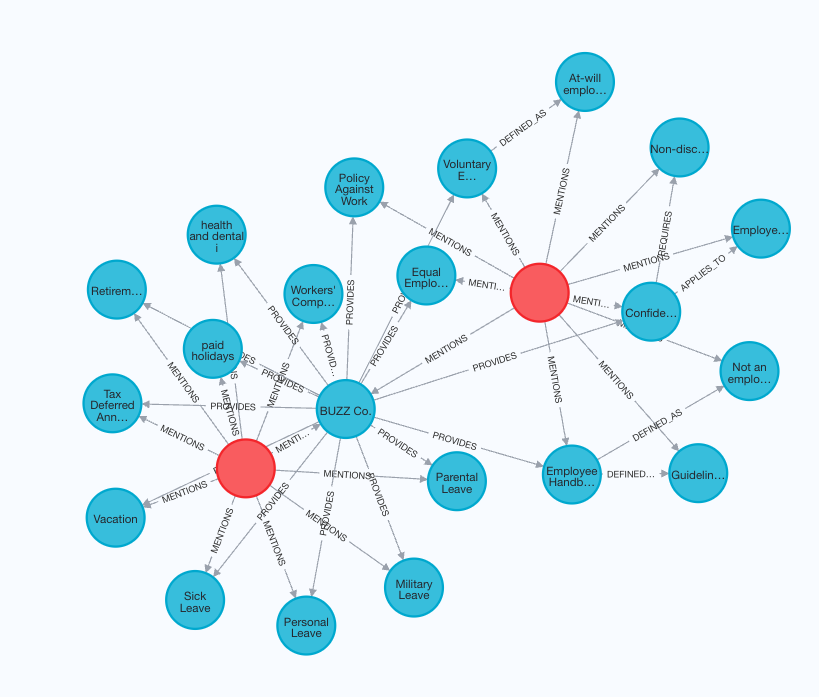 At-will
emplo…
DEFINED_AS
Voluntary
E…
Non-disc…
Policy
Against
Work
MENTIONS
MENTIONS
MENTIONS
REQUIRES
Employe…
health
and dental
i
MENTIONS
MENTIONS
APPLIES_TO
Equal
Emplo…
MENTI…
Retirem…
Workers'
Comp…
PROVIDES
MENTI…
Confide…
PROVIDES
PROVID…
PROVIDES
MENTIONS
paid
holidays
PROVIDES
PROVIDES
MENTIONS
MENTIONS
MENTIONS
MENTIONS
Not an
emplo…
Tax
Deferred
Ann…
PROVIDES
MENTIONS
BUZZ Co.
MENTIONS
MENTI…
PROVIDES
PROVIDES
DEFINED_AS
MENTIONS
MENTIONS
Parental
Leave
Employee
Handb…
DEFINED…
Guidelin…
Vacation
PROVIDES
PROVIDES
PROVIDES
MENTIONS
MENTIONS
MENTIONS
Sick
Leave
Military
Leave
Personal
Leave